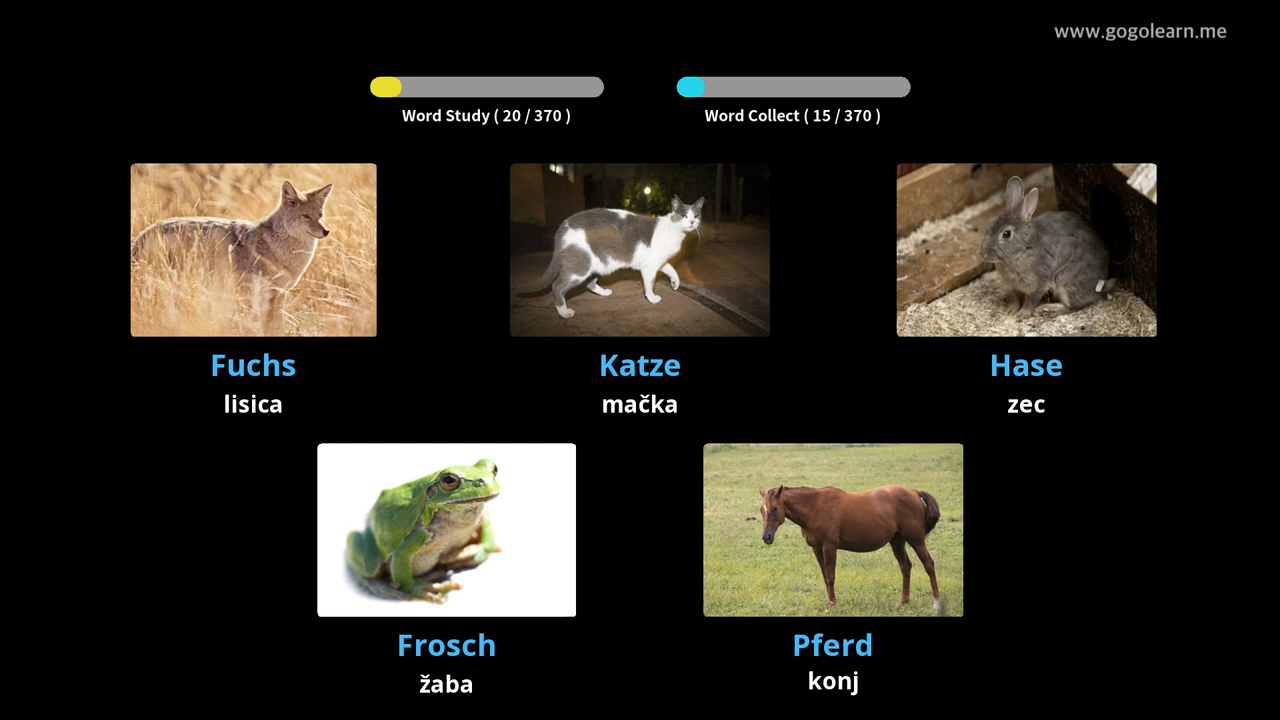 www.gogolearn.me
Word Study ( 20 / 370 )
Word Collect ( 15 / 370 )
Fuchs
lisica
Katze
mačka
Hase
zec
Frosch
žaba
Pferd
konj